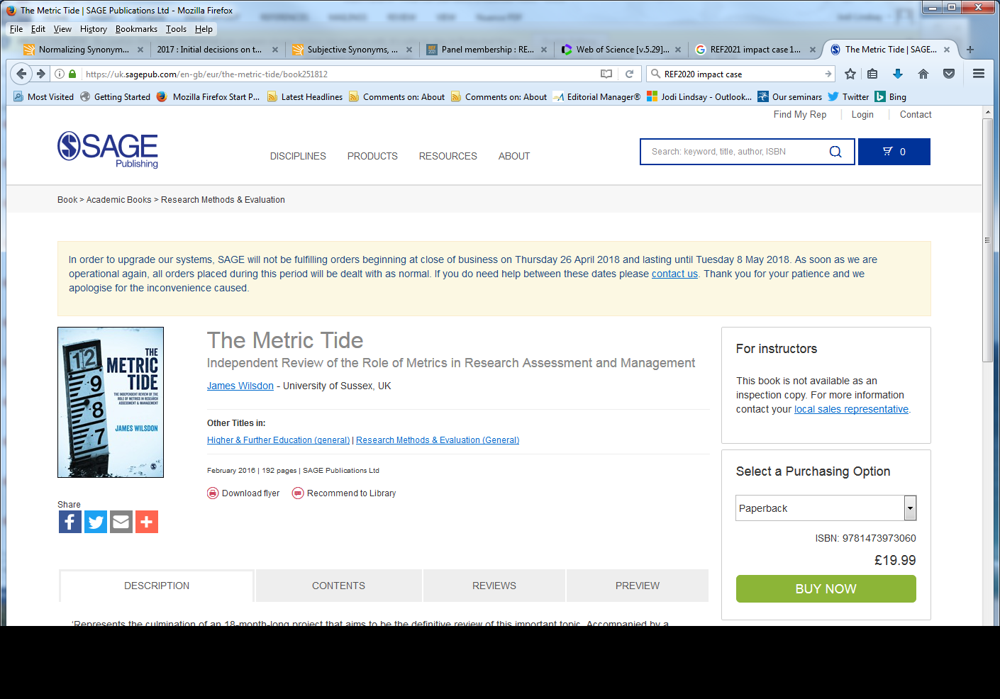 The Metric Tide | SAGE Publications Ltd - Mozilla Firefox
File Edit View History Bookmarks Tools Help
Normalizing Synonym... 2017 : Initial decisions on t... Subjective Synonyms, ... Panel membership : RE... Web of Science [v.5.29]... REF2021 impact case 1... The Metric Tide | SAGE...
https://uk.sagepub.com/en-gb/eur/the-metric-tide/book251812 REF2020 impact case
Most Visited Getting Started Mozilla Firefox Start P... Latest Headlines Comments on: About Comments on: About Editorial Manager® Jodi Lindsay - Outlook... Our seminars Twitter Bing
Find My Rep Login Contact
SAGE
Publishing
DISCIPLINES PRODUCTS RESOURCES ABOUT
Search: keyword, title, author, ISBN
0
Book > Academic Books > Research Methods & Evaluation
In order to upgrade our systems, SAGE will not be fulfilling orders beginning at close of business on Thursday 26 April 2018 and lasting until Tuesday 8 May 2018. As soon as we are
operational again, all orders placed during this period will be dealt with as normal. If you do need help between these dates please contact us. Thank you for your patience and we
apologise for the inconvenience caused.
12
9
8
7
THE
METRIC
TIDE
THE INDEPENDENT REVIEW OF THE
ROLE OF METRICS IN RESEARCH
ASSESSMENT & MANAGEMENT
JAMES WILSDON
Share
The Metric Tide
Independent Review of the Role of Metrics in Research Assessment and Management
James Wilsdon - University of Sussex, UK
Other Titles in:
Higher & Further Education (general) | Research Methods & Evaluation (General)
February 2016 | 192 pages | SAGE Publications Ltd
Download flyer Recommend to Library
For instructors
This book is not available as an
inspection copy. For more information
contact your local sales representative.
Select a Purchasing Option
Paperback
ISBN: 9781473973060
£19.99
BUY NOW
DESCRIPTION CONTENTS REVIEWS PREVIEW
'Represents the culmination of an 18-month-long project that aims to be the definitive review of this important topic. Accompanied by a